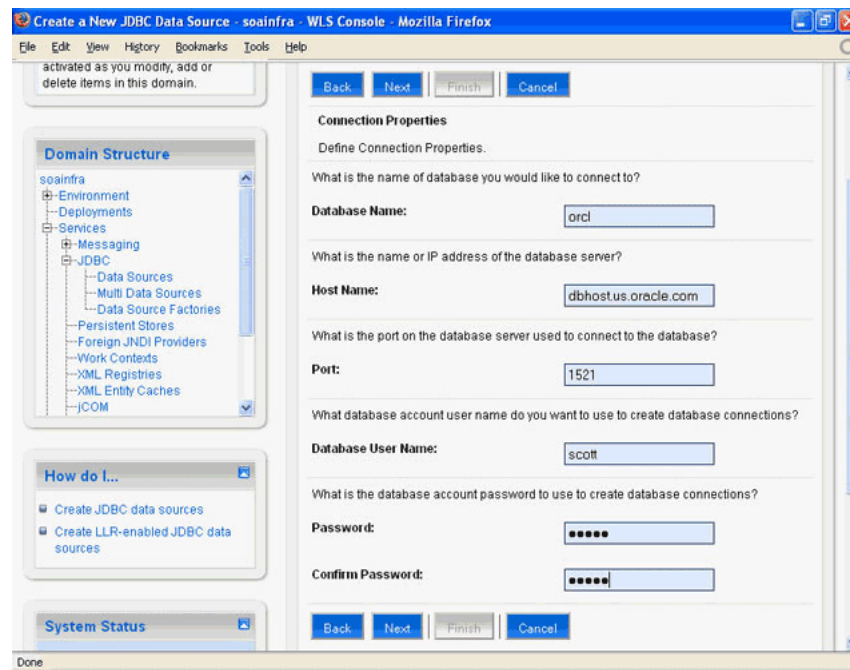 Create a New JDBC Data Source - soainfra - WLS Console - Mozilla Firefox
File Edit View History Bookmarks Tools Help
activated as you modify, add or
delete items in this domain.
Domain Structure
soainfra
Environment
Deployments
Services
Messaging
JDBC
Data Sources
Multi Data Sources
Data Source Factories
Persistent Stores
Foreign JNDI Providers
Work Contexts
XML Registries
XML Entity Caches
jCOM
How do I...
Create JDBC data sources
Create LLR-enabled JDBC data
sources
System Status
Back Next Finish Cancel
Connection Properties
Define Connection Properties.
What is the name of database you would like to connect to?
Database Name: orcl
What is the name or IP address of the database server?
Host Name: dbhost.us.oracle.com
What is the port on the database server used to connect to the database?
Port: 1521
What database account user name do you want to use to create database connections?
Database User Name: scott
What is the database account password to use to create database connections?
Password: •••••
Confirm Password: •••••
Back Next Finish Cancel
Done